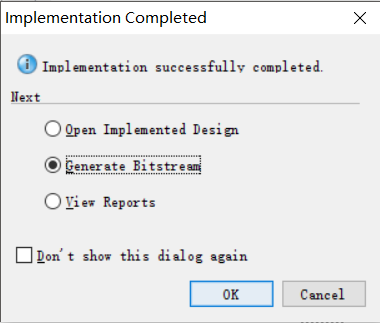 Implementation Completed
Implementation successfully completed.
Next
Open Implemented Design
Generate Bitstream
View Reports
Don't show this dialog again
OK
Cancel